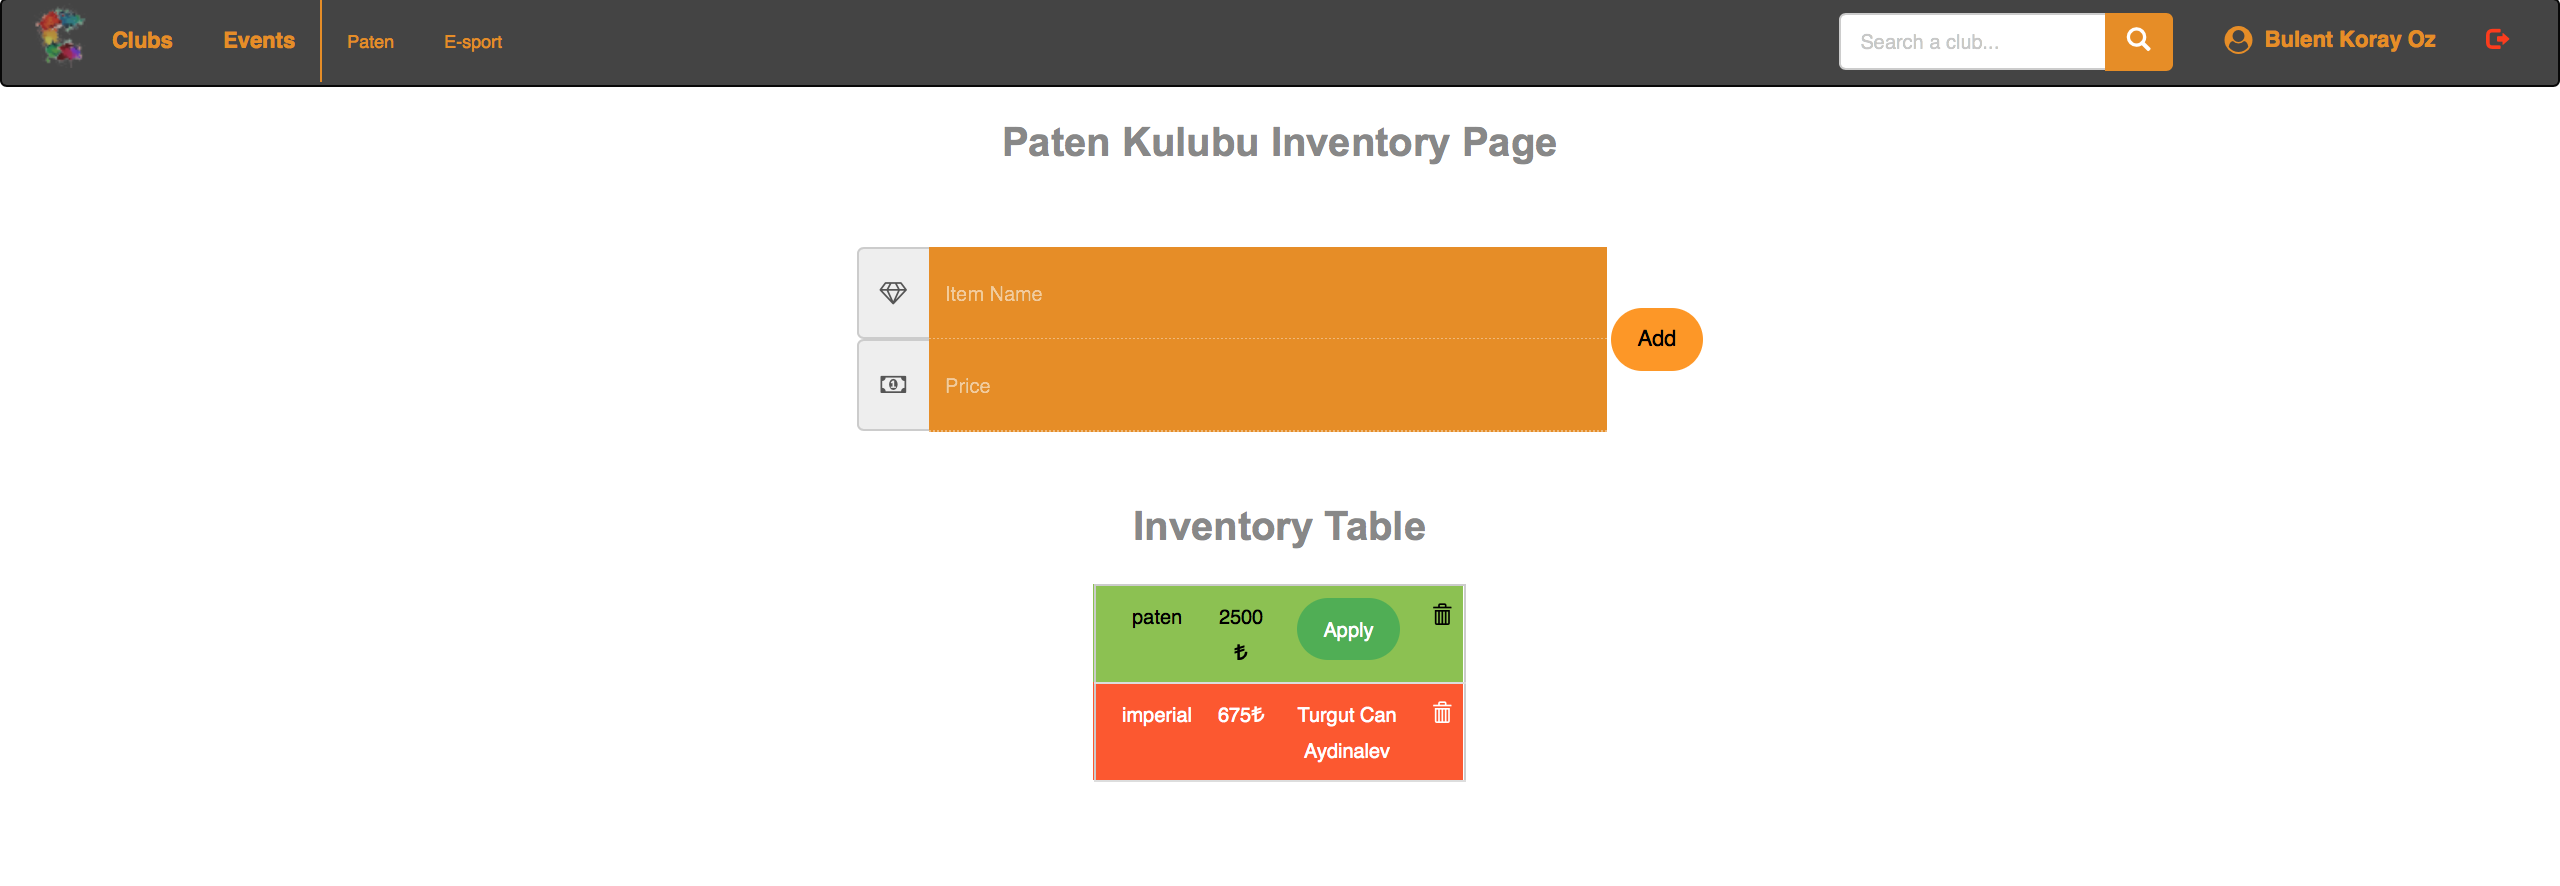 Clubs Events Paten E-sport Search a club... Bulent Koray Oz
Paten Kulubu Inventory Page
Item Name
Add
Price
Inventory Table
paten 2500 Apply
₺
imperial 675₺ Turgut Can
Aydinalev